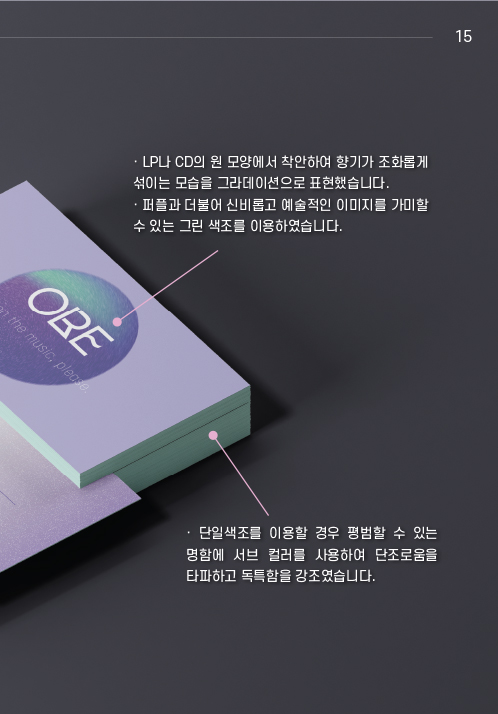 15
· LP나 CD의 원 모양에서 착안하여 향기가 조화롭게
섞이는 모습을 그라데이션으로 표현했습니다.
· 퍼플과 더불어 신비롭고 예술적인 이미지를 가미할
수 있는 그린 색조를 이용하였습니다.
ORE
the music, please.
· 단일색조를 이용할 경우 평범할 수 있는
명함에 서브 컬러를 사용하여 단조로움을
타파하고 독특함을 강조였습니다.